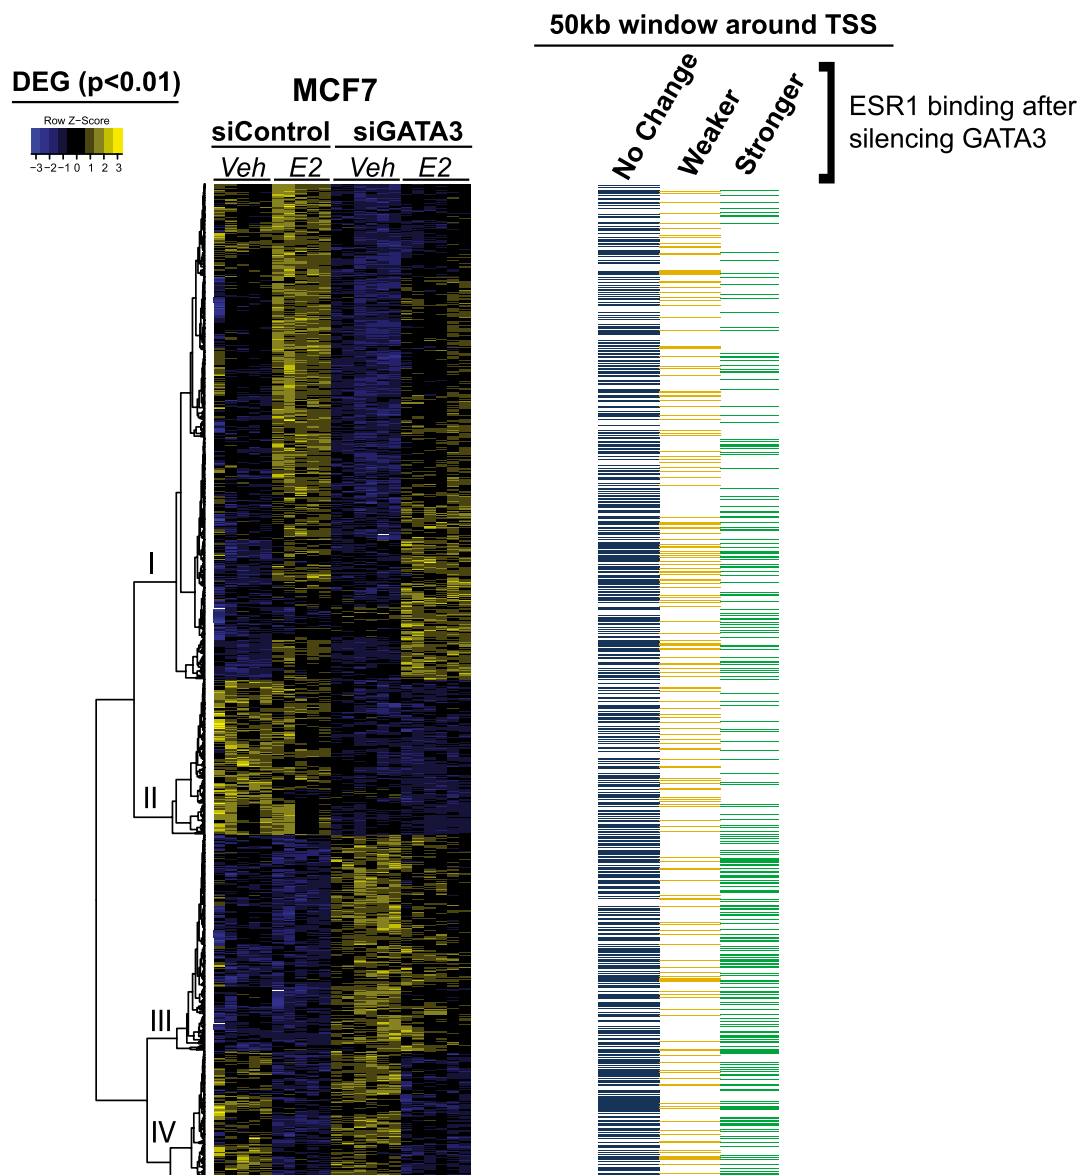 50kb window around TSS
DEG (p<0.01)
MCF7
Row Z−Score
−3−2−1 0 1 2 3
siControl siGATA3
Veh E2 Veh E2
No Change
Weaker
Stronger
ESR1 binding after
silencing GATA3
I
II
III
IV